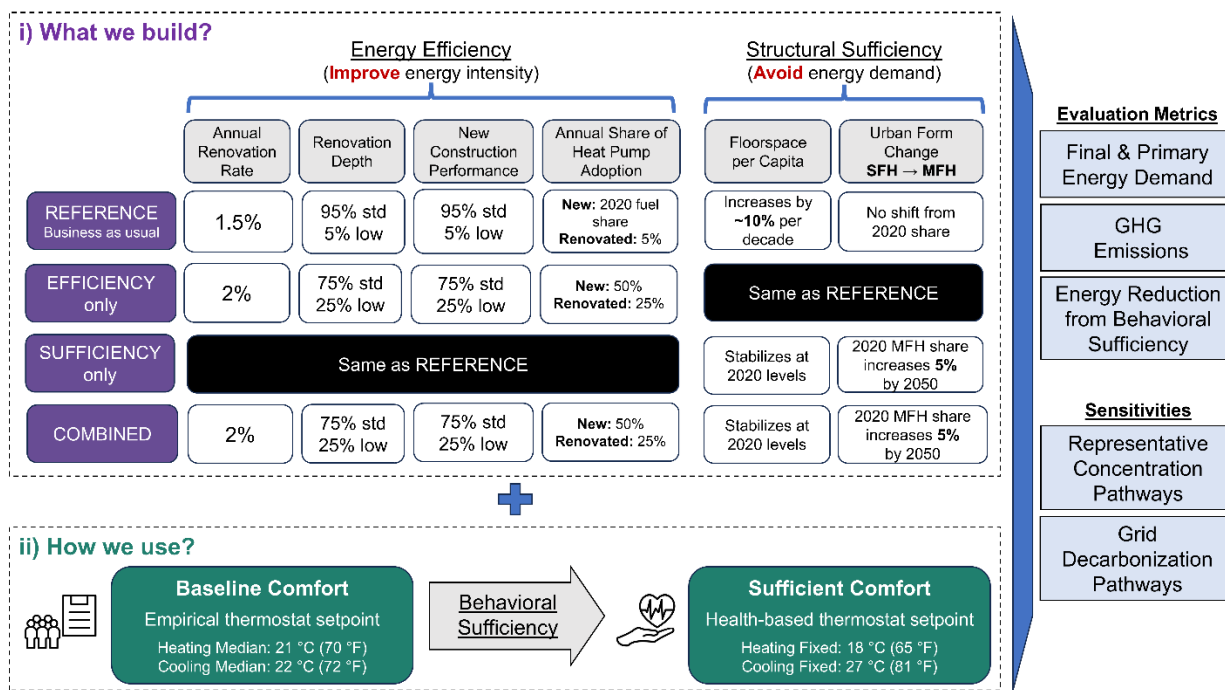 i) What we build?
Energy Efficiency
(Improve energy intensity)
Structural Sufficiency
(Avoid energy demand)
Annual
Renovation
Rate
Renovation
Depth
New
Construction
Performance
Annual Share of
Heat Pump
Adoption
Floorspace
per Capita
Urban Form
Change
SFH → MFH
REFERENCE
Business as usual
1.5%
95% std
5% low
95% std
5% low
New: 2020 fuel
share
Renovated: 5%
Increases by
~10% per
decade
No shift from
2020 share
EFFICIENCY
only
2%
75% std
25% low
75% std
25% low
New: 50%
Renovated: 25%
Same as REFERENCE
SUFFICIENCY
only
Same as REFERENCE
Stabilizes at
2020 levels
2020 MFH share
increases 5%
by 2050
COMBINED
2%
75% std
25% low
75% std
25% low
New: 50%
Renovated: 25%
Stabilizes at
2020 levels
2020 MFH share
increases 5%
by 2050
ii) How we use?
Baseline Comfort
Empirical thermostat setpoint
Heating Median: 21 °C (70 °F)
Cooling Median: 22 °C (72 °F)
Behavioral
Sufficiency
Sufficient Comfort
Health-based thermostat setpoint
Heating Fixed: 18 °C (65 °F)
Cooling Fixed: 27 °C (81 °F)
Evaluation Metrics
Final & Primary
Energy Demand
GHG
Emissions
Energy Reduction
from Behavioral
Sufficiency
Sensitivities
Representative
Concentration
Pathways
Grid
Decarbonization
Pathways